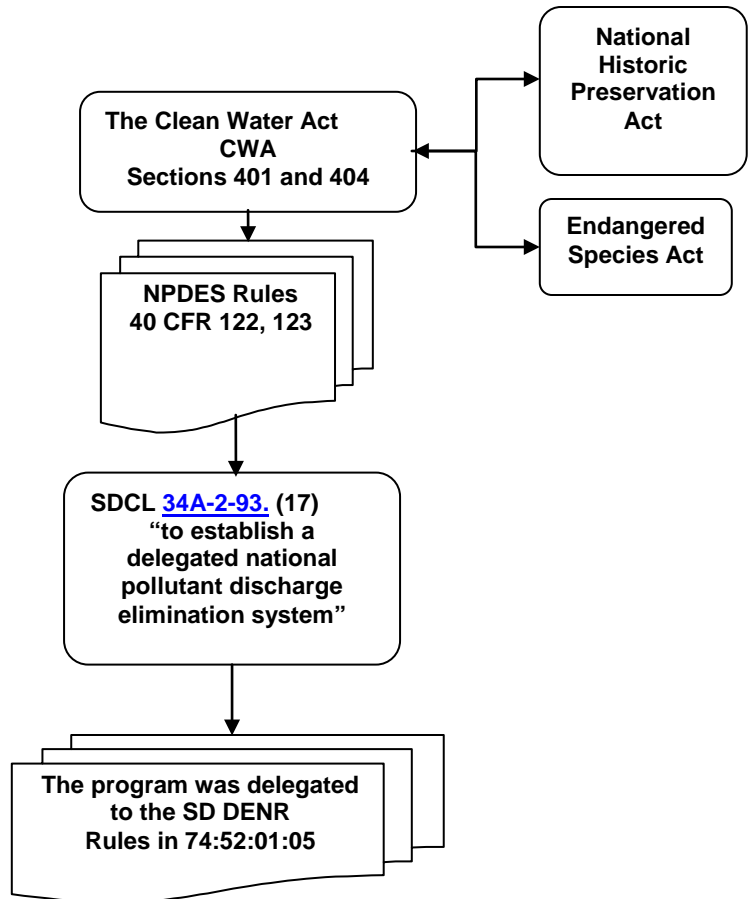 National
Historic
Preservation
Act
The Clean Water Act
CWA
Sections 401 and 404
Endangered
Species Act
NPDES Rules
40 CFR 122, 123
SDCL 34A-2-93. (17)
“to establish a
delegated national
pollutant discharge
elimination system”
The program was delegated
to the SD DENR
Rules in 74:52:01:05